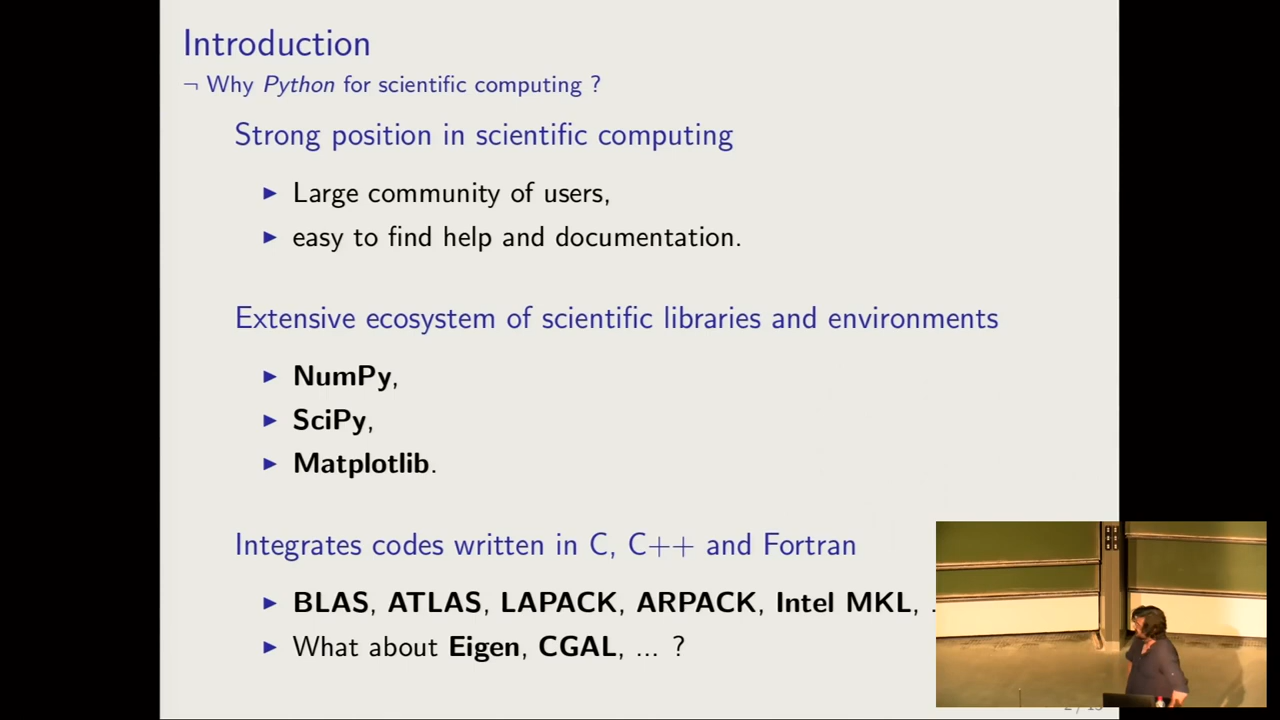 Introduction
¬ Why Python for scientific computing ?
Strong position in scientific computing
► Large community of users,
► easy to find help and documentation.
Extensive ecosystem of scientific libraries and environments
► NumPy,
► SciPy,
► Matplotlib.
Integrates codes written in C, C++ and Fortran
► BLAS, ATLAS, LAPACK, ARPACK, Intel MKL, .
► What about Eigen, CGAL, ... ?